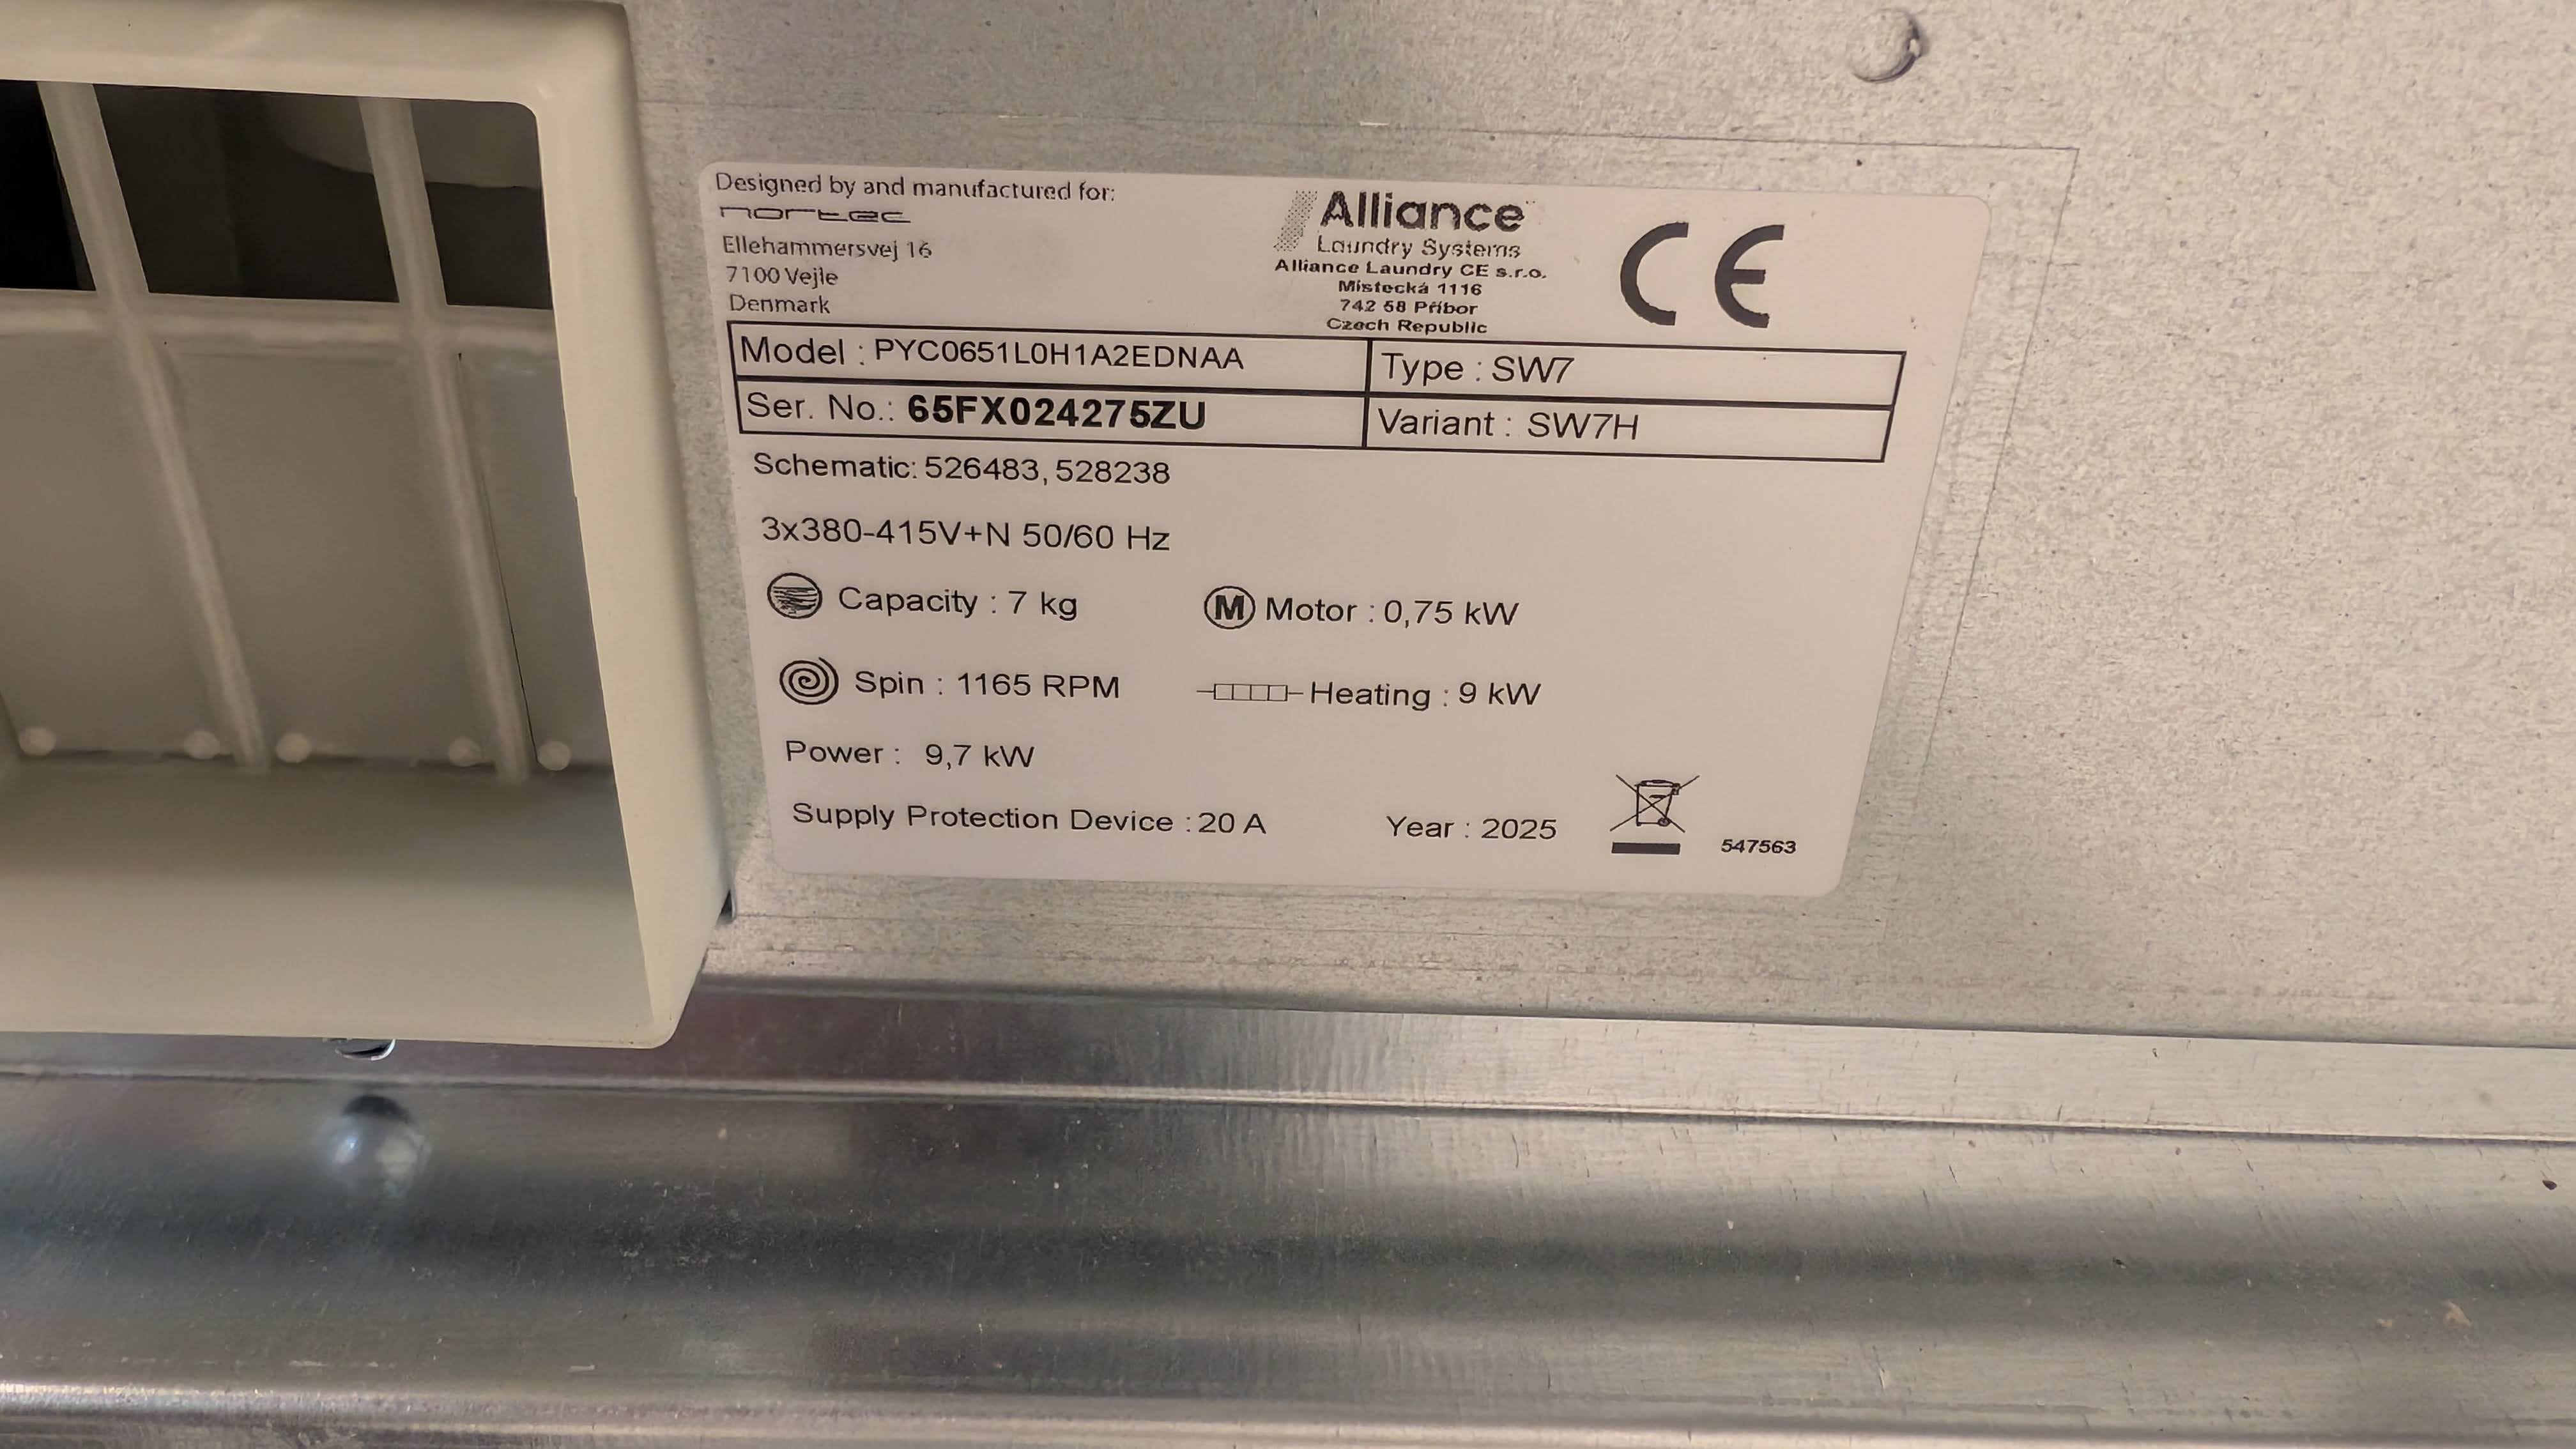 Designed by and manufactured for:
nortec
Ellehammersvej 16
7100 Vejle
Denmark
Alliance
Laundry Systems
Alliance Laundry CE s.r.o.
Místecká 1116
742 58 Příbor
Czech Republic
CE
Model : PYC0651L0H1A2EDNAA
Type : SW7
Ser. No.: 65FX024275ZU
Variant : SW7H
Schematic: 526483, 528238
3x380-415V+N 50/60 Hz
Capacity : 7 kg
M Motor : 0,75 kW
Spin : 1165 RPM
Heating : 9 kW
Power : 9,7 kW
Supply Protection Device : 20 A
Year : 2025
547563